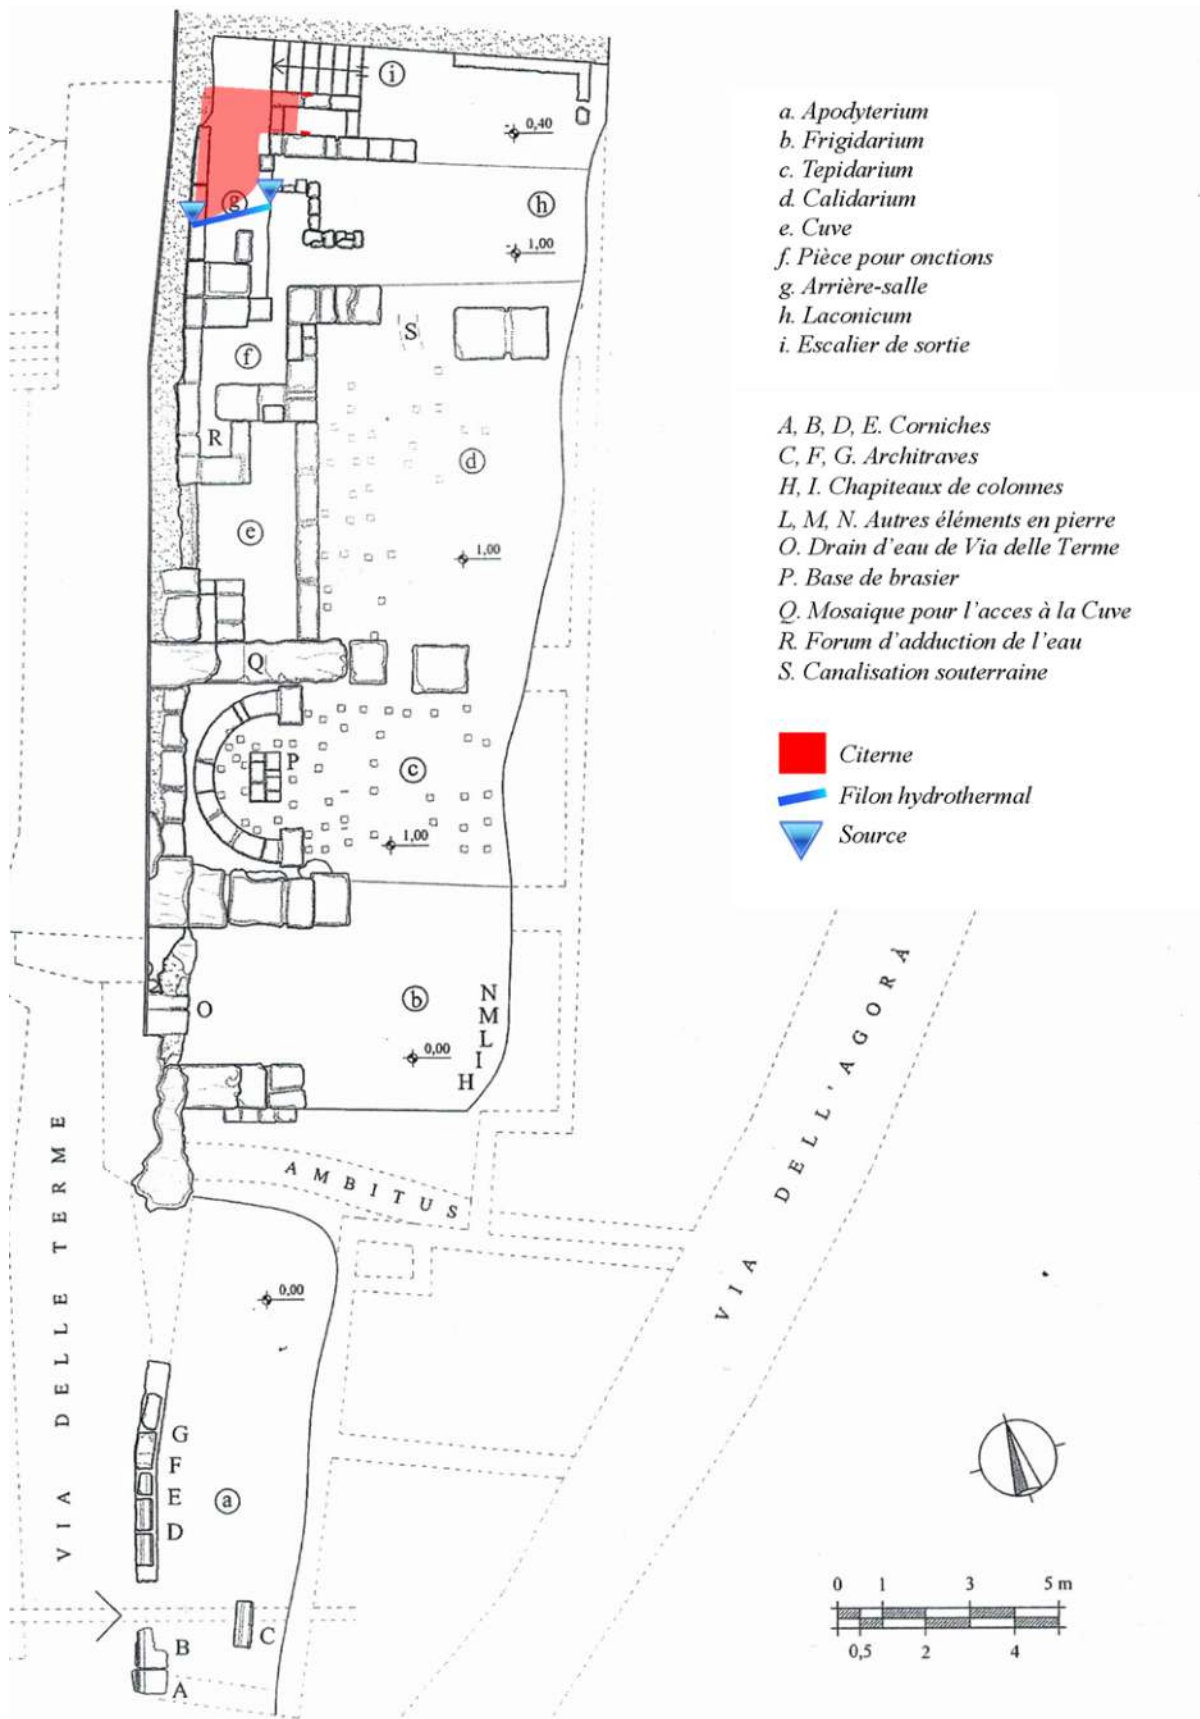 i
0,40
g
h
1,00
S
f
R
d
e
1,00
Q
P
c
1,00
O
b
N
M
L
I
H
0,00
AMBITUS
0,00
VIA DELLE TERME
VIA DELL'AGORÀ
G
F
E
D
a
B
C
A
a. Apodyterium
b. Frigidarium
c. Tepidarium
d. Calidarium
e. Cuve
f. Pièce pour onctions
g. Arrière-salle
h. Laconicum
i. Escalier de sortie
A, B, D, E. Corniches
C, F, G. Architraves
H, I. Chapiteaux de colonnes
L, M, N. Autres éléments en pierre
O. Drain d'eau de Via delle Terme
P. Base de brasier
Q. Mosaique pour l'acces à la Cuve
R. Forum d'adduction de l'eau
S. Canalisation souterraine
Citerne
Filon hydrothermal
Source
0 1 3 5 m
0,5 2 4